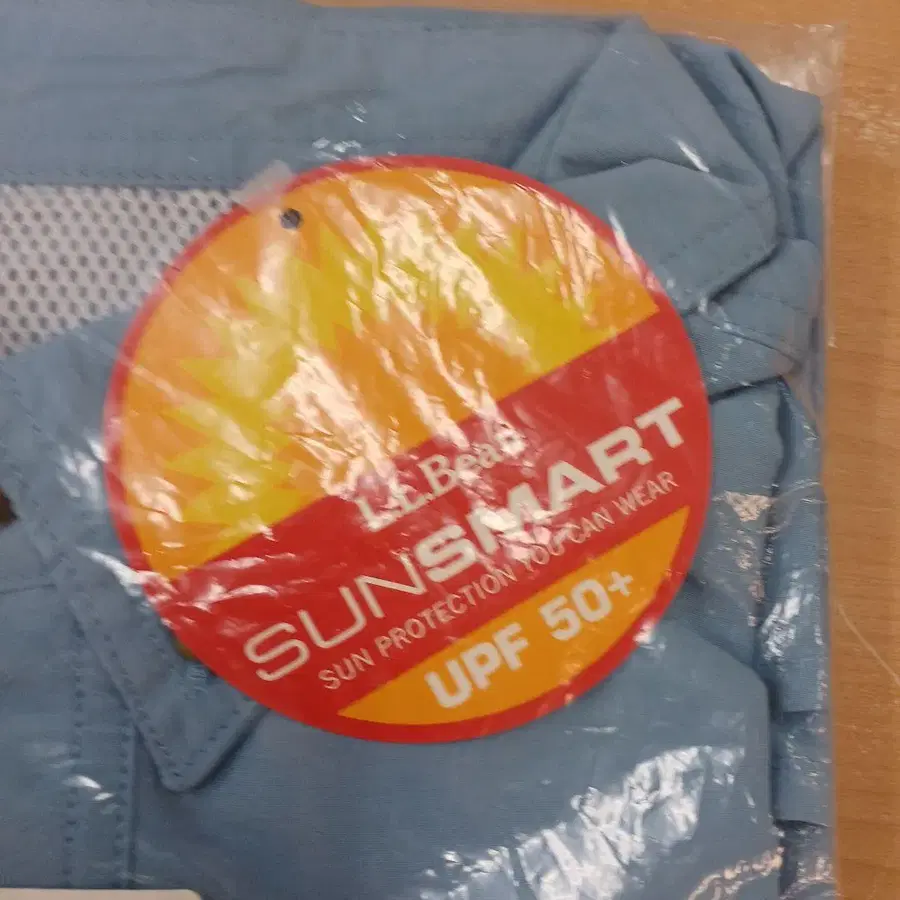 L.L.Bean
SUNSMART
SUN PROTECTION YOU CAN WEAR
UPF 50+